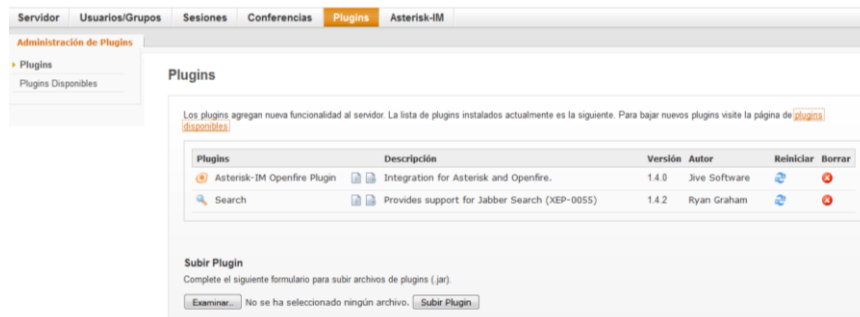 Servidor Usuarios/Grupos Sesiones Conferencias Plugins Asterisk-IM
Administración de Plugins
Plugins
Plugins Disponibles
Plugins
Los plugins agregan nueva funcionalidad al servidor. La lista de plugins instalados actualmente es la siguiente. Para bajar nuevos plugins visite la página de plugins
disponibles.
Plugins Descripción Versión Autor Reiniciar Borrar
Asterisk-IM Openfire Plugin Integration for Asterisk and Openfire. 1.4.0 Jive Software
Search Provides support for Jabber Search (XEP-0055) 1.4.2 Ryan Graham
Subir Plugin
Complete el siguiente formulario para subir archivos de plugins (.jar).
Examinar... No se ha seleccionado ningún archivo. Subir Plugin